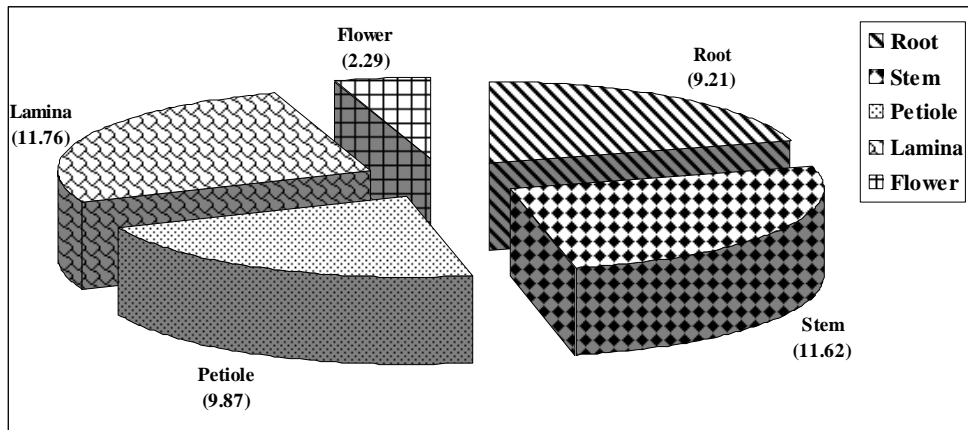 Flower
(2.29)
Root
(9.21)
Lamina
(11.76)
Stem
(11.62)
Petiole
(9.87)
Root
Stem
Petiole
Lamina
Flower